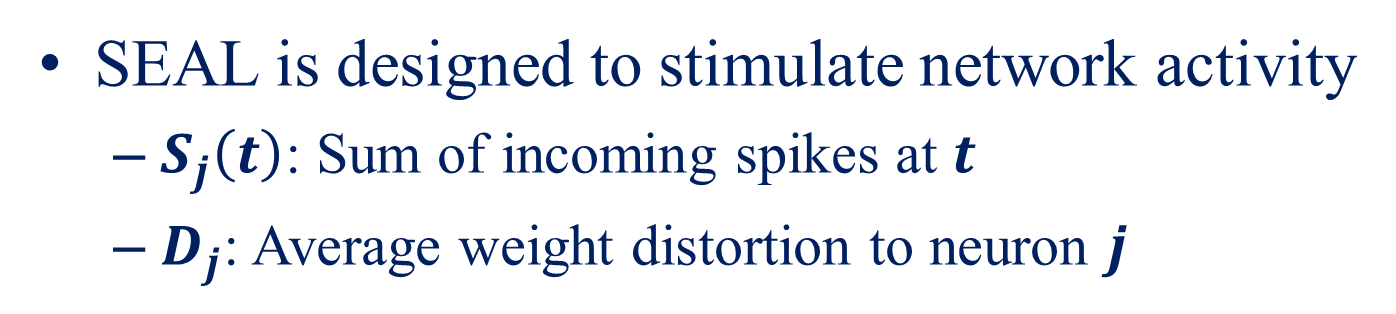 • SEAL is designed to stimulate network activity
– Sⱼ(t): Sum of incoming spikes at t
– Dⱼ: Average weight distortion to neuron j